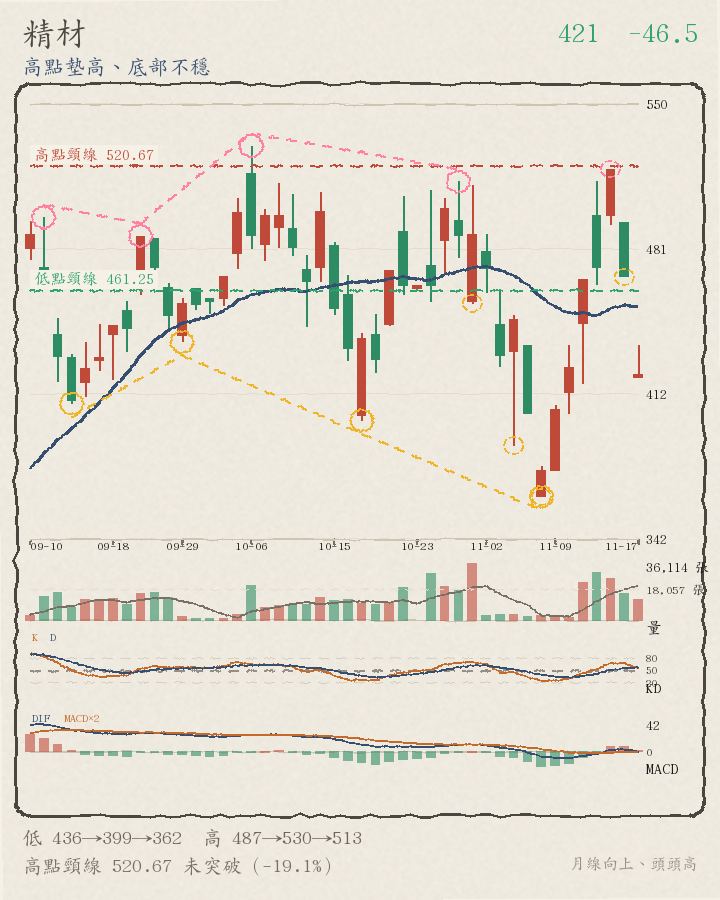 精材
421 -46.5
高點墊高、底部不穩
550
高點頸線 520.67
481
低點頸線 461.25
412
342
09-10 09-18 09-29 10-06 10-15 10-23 11-02 11-09 11-17
36,114 張
18,057 張
量
K D
80
50
20
KD
DIF MACD×2
42
0
MACD
低 436→399→362 高 487→530→513
高點頸線 520.67 未突破 (-19.1%)
月線向上、頭頭高